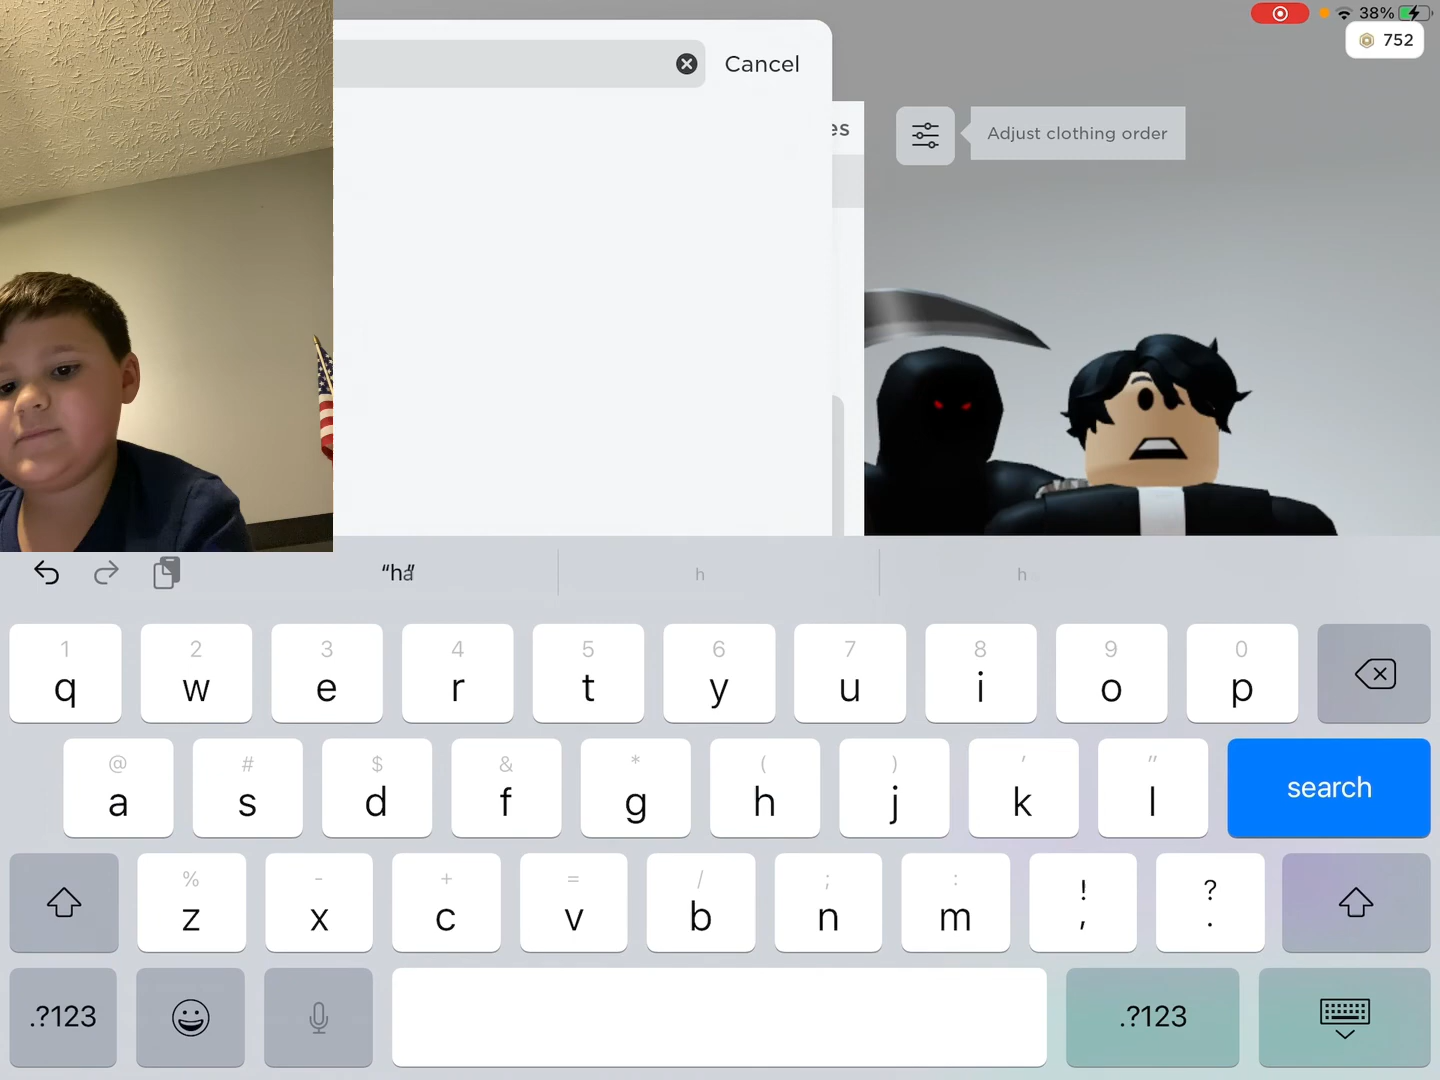 38%
752
Cancel
es
Adjust clothing order
h
h
1 2 3 4 5 6 7 8 9 0
q w e r t y u i o p
@ # $ & * ( ) ' "
a s d f g h j k l
search
% - + = / ; : ! ?
z x c v b n m , .
.?123
.?123